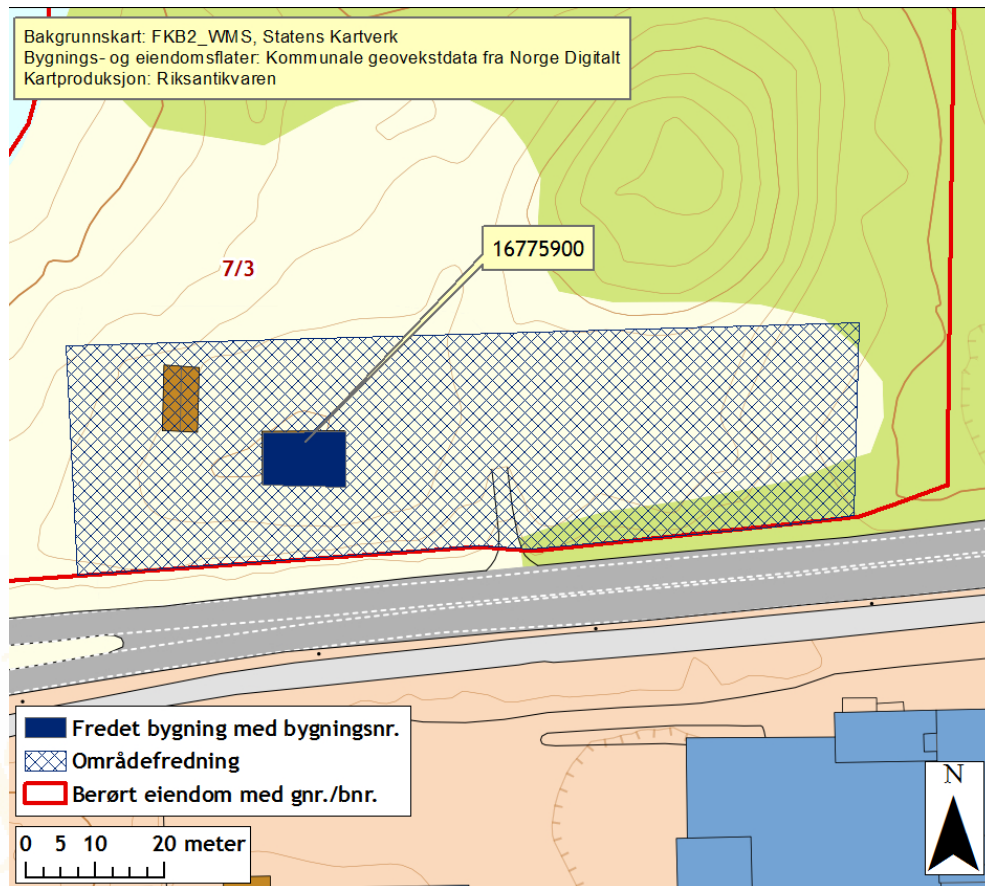 Bakgrunnskart: FKB2_WMS, Statens Kartverk
Bygnings- og eiendomsflater: Kommunale geovekstdata fra Norge Digitalt
Kartproduksjon: Riksantikvaren
16775900
7/3
Fredet bygning med bygningsnr.
Områdefredning
Berørt eiendom med gnr./bnr.
N
0 5 10 20 meter